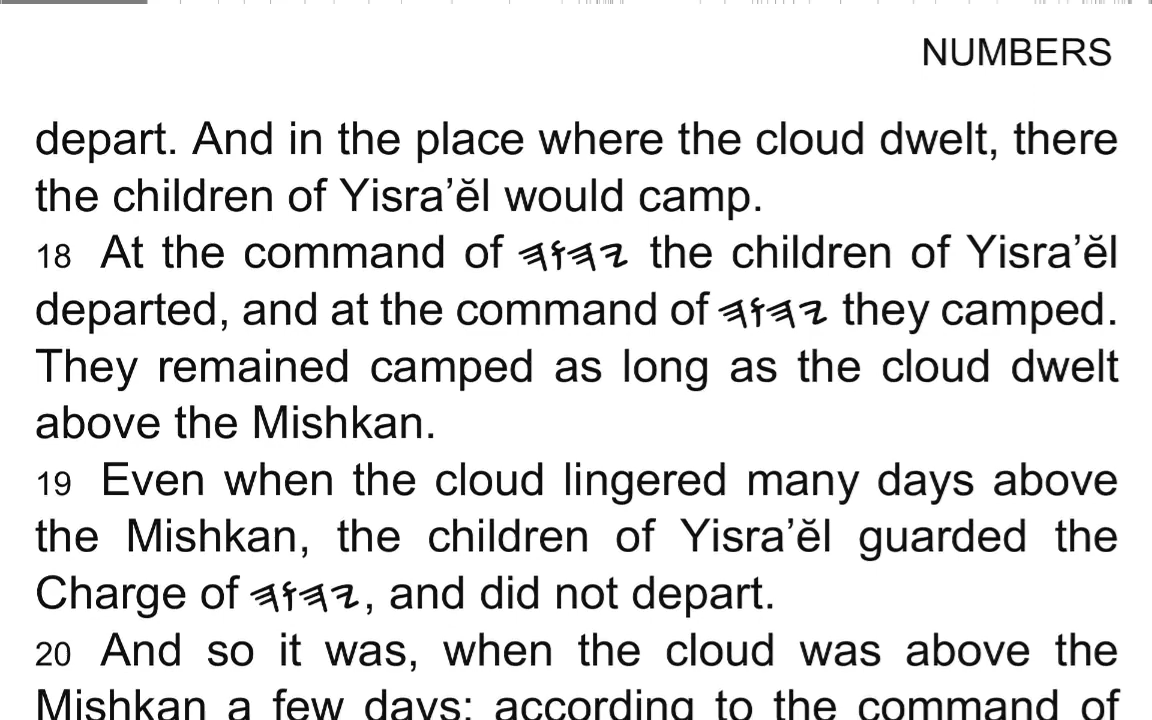 NUMBERS
depart. And in the place where the cloud dwelt, there
the children of Yisra’ĕl would camp.
18 At the command of 𐤉𐤄𐤅𐤄 the children of Yisra’ĕl
departed, and at the command of 𐤉𐤄𐤅𐤄 they camped.
They remained camped as long as the cloud dwelt
above the Mishkan.
19 Even when the cloud lingered many days above
the Mishkan, the children of Yisra’ĕl guarded the
Charge of 𐤉𐤄𐤅𐤄, and did not depart.
20 And so it was, when the cloud was above the
Mishkan a few days: according to the command of